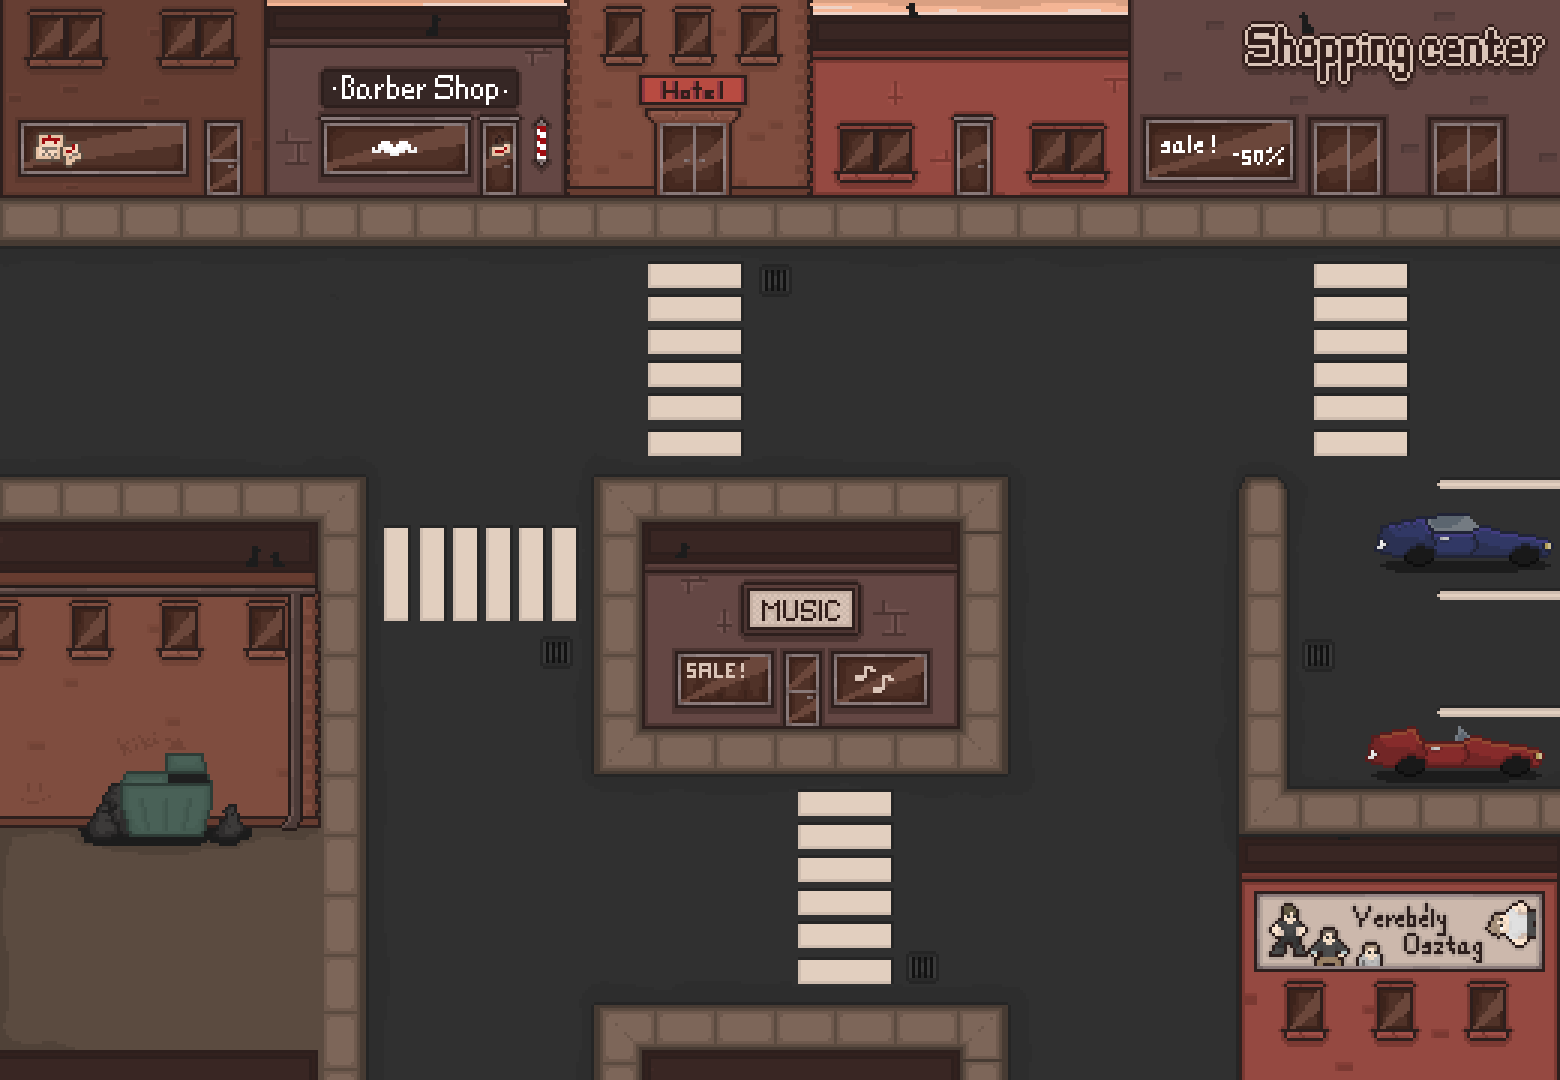 ·Barber Shop·
Hotel
Shopping center
sale!
-50%
MUSIC
SALE!
Verebély
Osztag